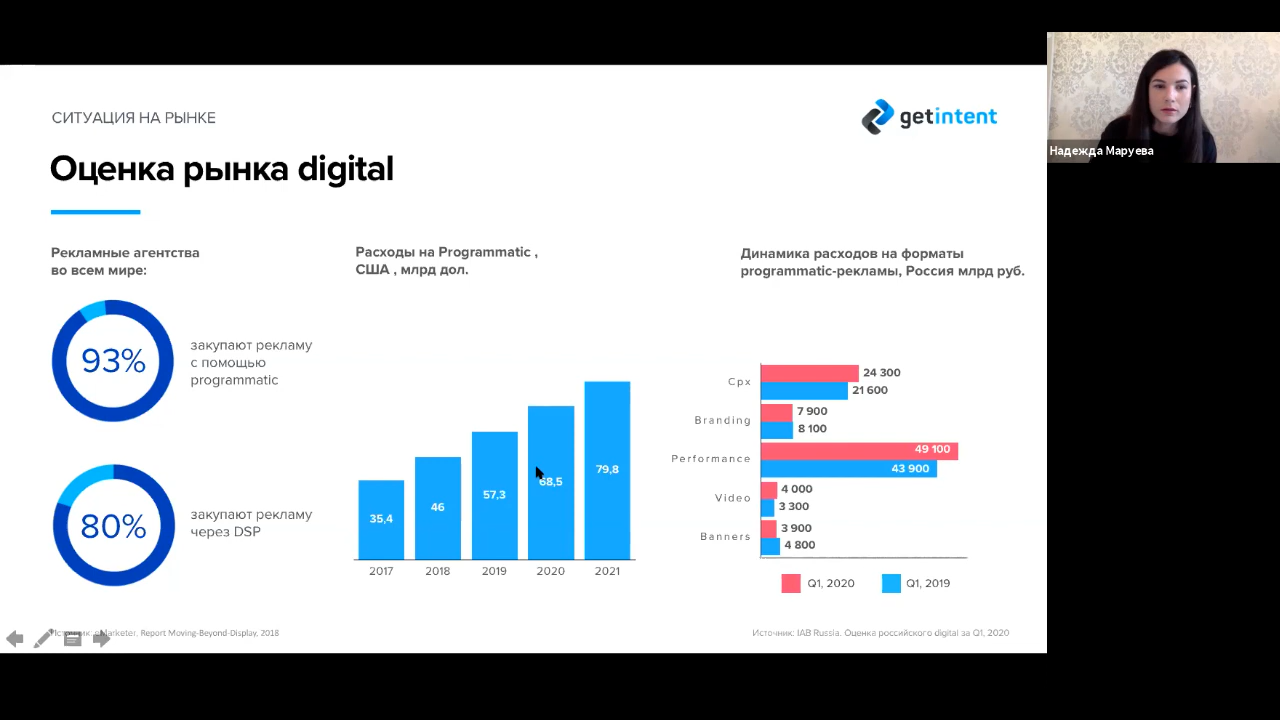 СИТУАЦИЯ НА РЫНКЕ
getintent
Оценка рынка digital
Надежда Маруева
Рекламные агентства
во всем мире:
93%
закупают рекламу
с помощью
programmatic
80%
закупают рекламу
через DSP
Расходы на Programmatic ,
США , млрд дол.
35,4
46
57,3
68,5
79,8
2017
2018
2019
2020
2021
Динамика расходов на форматы
programmatic-рекламы, Россия млрд руб.
Cpx
24 300
21 600
Branding
7 900
8 100
Performance
49 100
43 900
Video
4 000
3 300
Banners
3 900
4 800
Q1, 2020
Q1, 2019
Источник: eMarketer, Report Moving-Beyond-Display, 2018
Источник: IAB Russia. Оценка российского digital за Q1, 2020